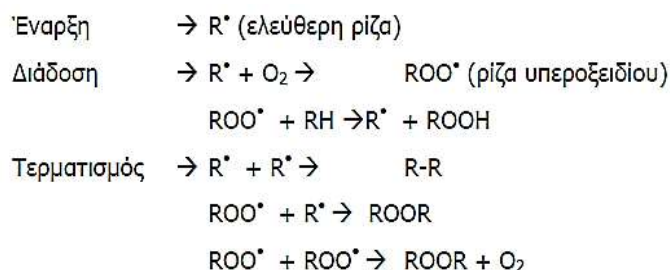 Έναρξη → R• (ελεύθερη ρίζα)
Διάδοση → R• + O₂ → ROO• (ρίζα υπεροξειδίου)
ROO• + RH → R• + ROOH
Τερματισμός → R• + R• → R-R
ROO• + R• → ROOR
ROO• + ROO• → ROOR + O₂